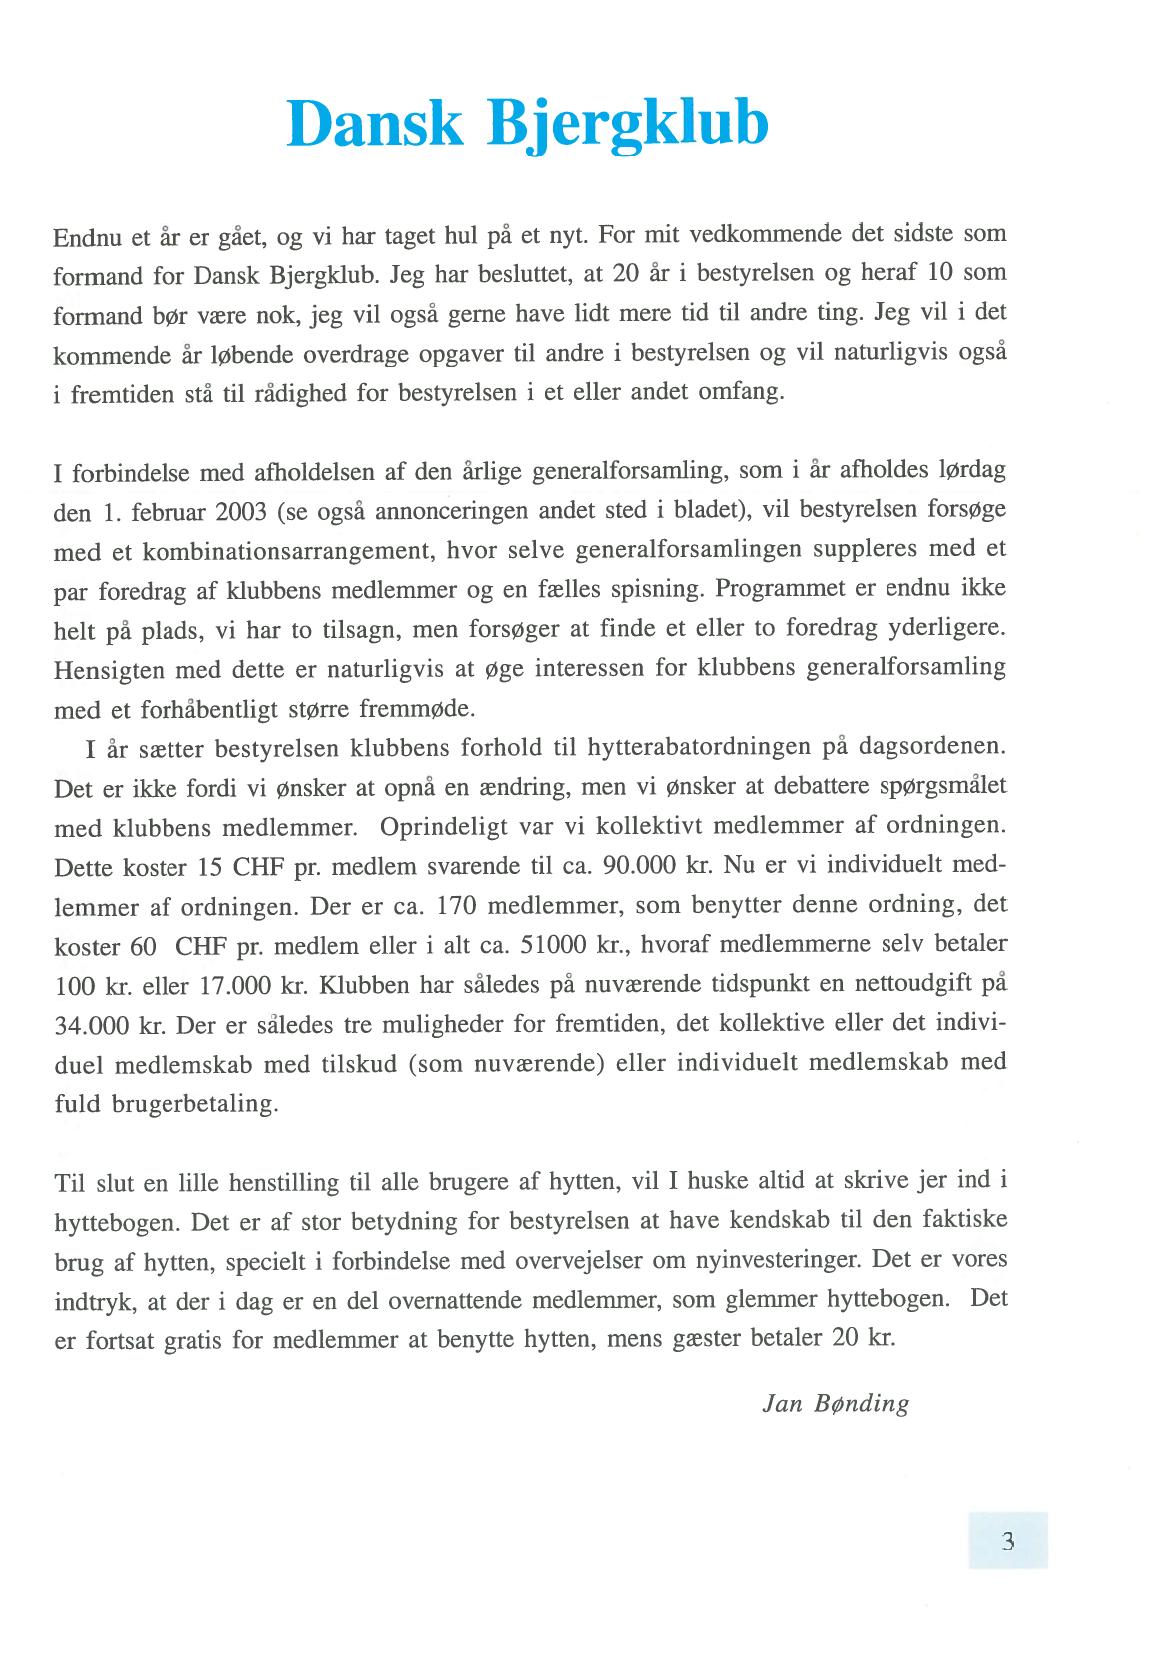 Dansk Bjergklub
Endnu et år er gået, og vi har taget hul på et nyt. For mit vedkommende det sidste som
formand for Dansk Bjergklub. Jeg har besluttet, at 20 år i bestyrelsen og heraf 10 som
formand bør være nok, jeg vil også gerne have lidt mere tid til andre ting. Jeg vil i det
kommende år løbende overdrage opgaver til andre i bestyrelsen og vil naturligvis også
i fremtiden stå til rådighed for bestyrelsen i et eller andet omfang.
I forbindelse med afholdelsen af den årlige generalforsamling, som i år afholdes lørdag
den 1. februar 2003 (se også annonceringen andet sted i bladet), vil bestyrelsen forsøge
med et kombinationsarrangement, hvor selve generalforsamlingen suppleres med et
par foredrag af klubbens medlemmer og en fælles spisning. Programmet er endnu ikke
helt på plads, vi har to tilsagn, men forsøger at finde et eller to foredrag yderligere.
Hensigten med dette er naturligvis at øge interessen for klubbens generalforsamling
med et forhåbentligt større fremmøde.
I år sætter bestyrelsen klubbens forhold til hytterabatordningen på dagsordenen.
Det er ikke fordi vi ønsker at opnå en ændring, men vi ønsker at debattere spørgsmålet
med klubbens medlemmer. Oprindeligt var vi kollektivt medlemmer af ordningen.
Dette koster 15 CHF pr. medlem svarende til ca. 90.000 kr. Nu er vi individuelt med-
lemmer af ordningen. Der er ca. 170 medlemmer, som benytter denne ordning, det
koster 60 CHF pr. medlem eller i alt ca. 51000 kr., hvoraf medlemmerne selv betaler
100 kr. eller 17.000 kr. Klubben har således på nuværende tidspunkt en nettoudgift på
34.000 kr. Der er således tre muligheder for fremtiden, det kollektive eller det indivi-
duel medlemskab med tilskud (som nuværende) eller individuelt medlemskab med
fuld brugerbetaling.
Til slut en lille henstilling til alle brugere af hytten, vil I huske altid at skrive jer ind i
hyttebogen. Det er af stor betydning for bestyrelsen at have kendskab til den faktiske
brug af hytten, specielt i forbindelse med overvejelser om nyinvesteringer. Det er vores
indtryk, at der i dag er en del overnattende medlemmer, som glemmer hyttebogen. Det
er fortsat gratis for medlemmer at benytte hytten, mens gæster betaler 20 kr.
Jan Bønding
3